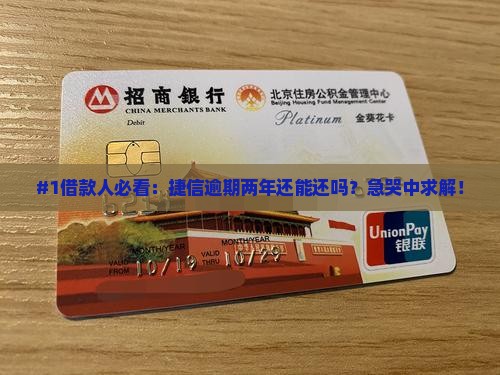 招商银行
CHINA MERCHANTS BANK
Debit
北京住房公积金管理中心
Beijing Housing Fund Management Center
Platinum 金葵花卡
#1借款人必看：捷信逾期两年还能还吗？急哭中求解！
MONTH/YEAR MONTH/YEAR
VALID FROM 10/19 VALID THRU 10/29
UnionPay
银联